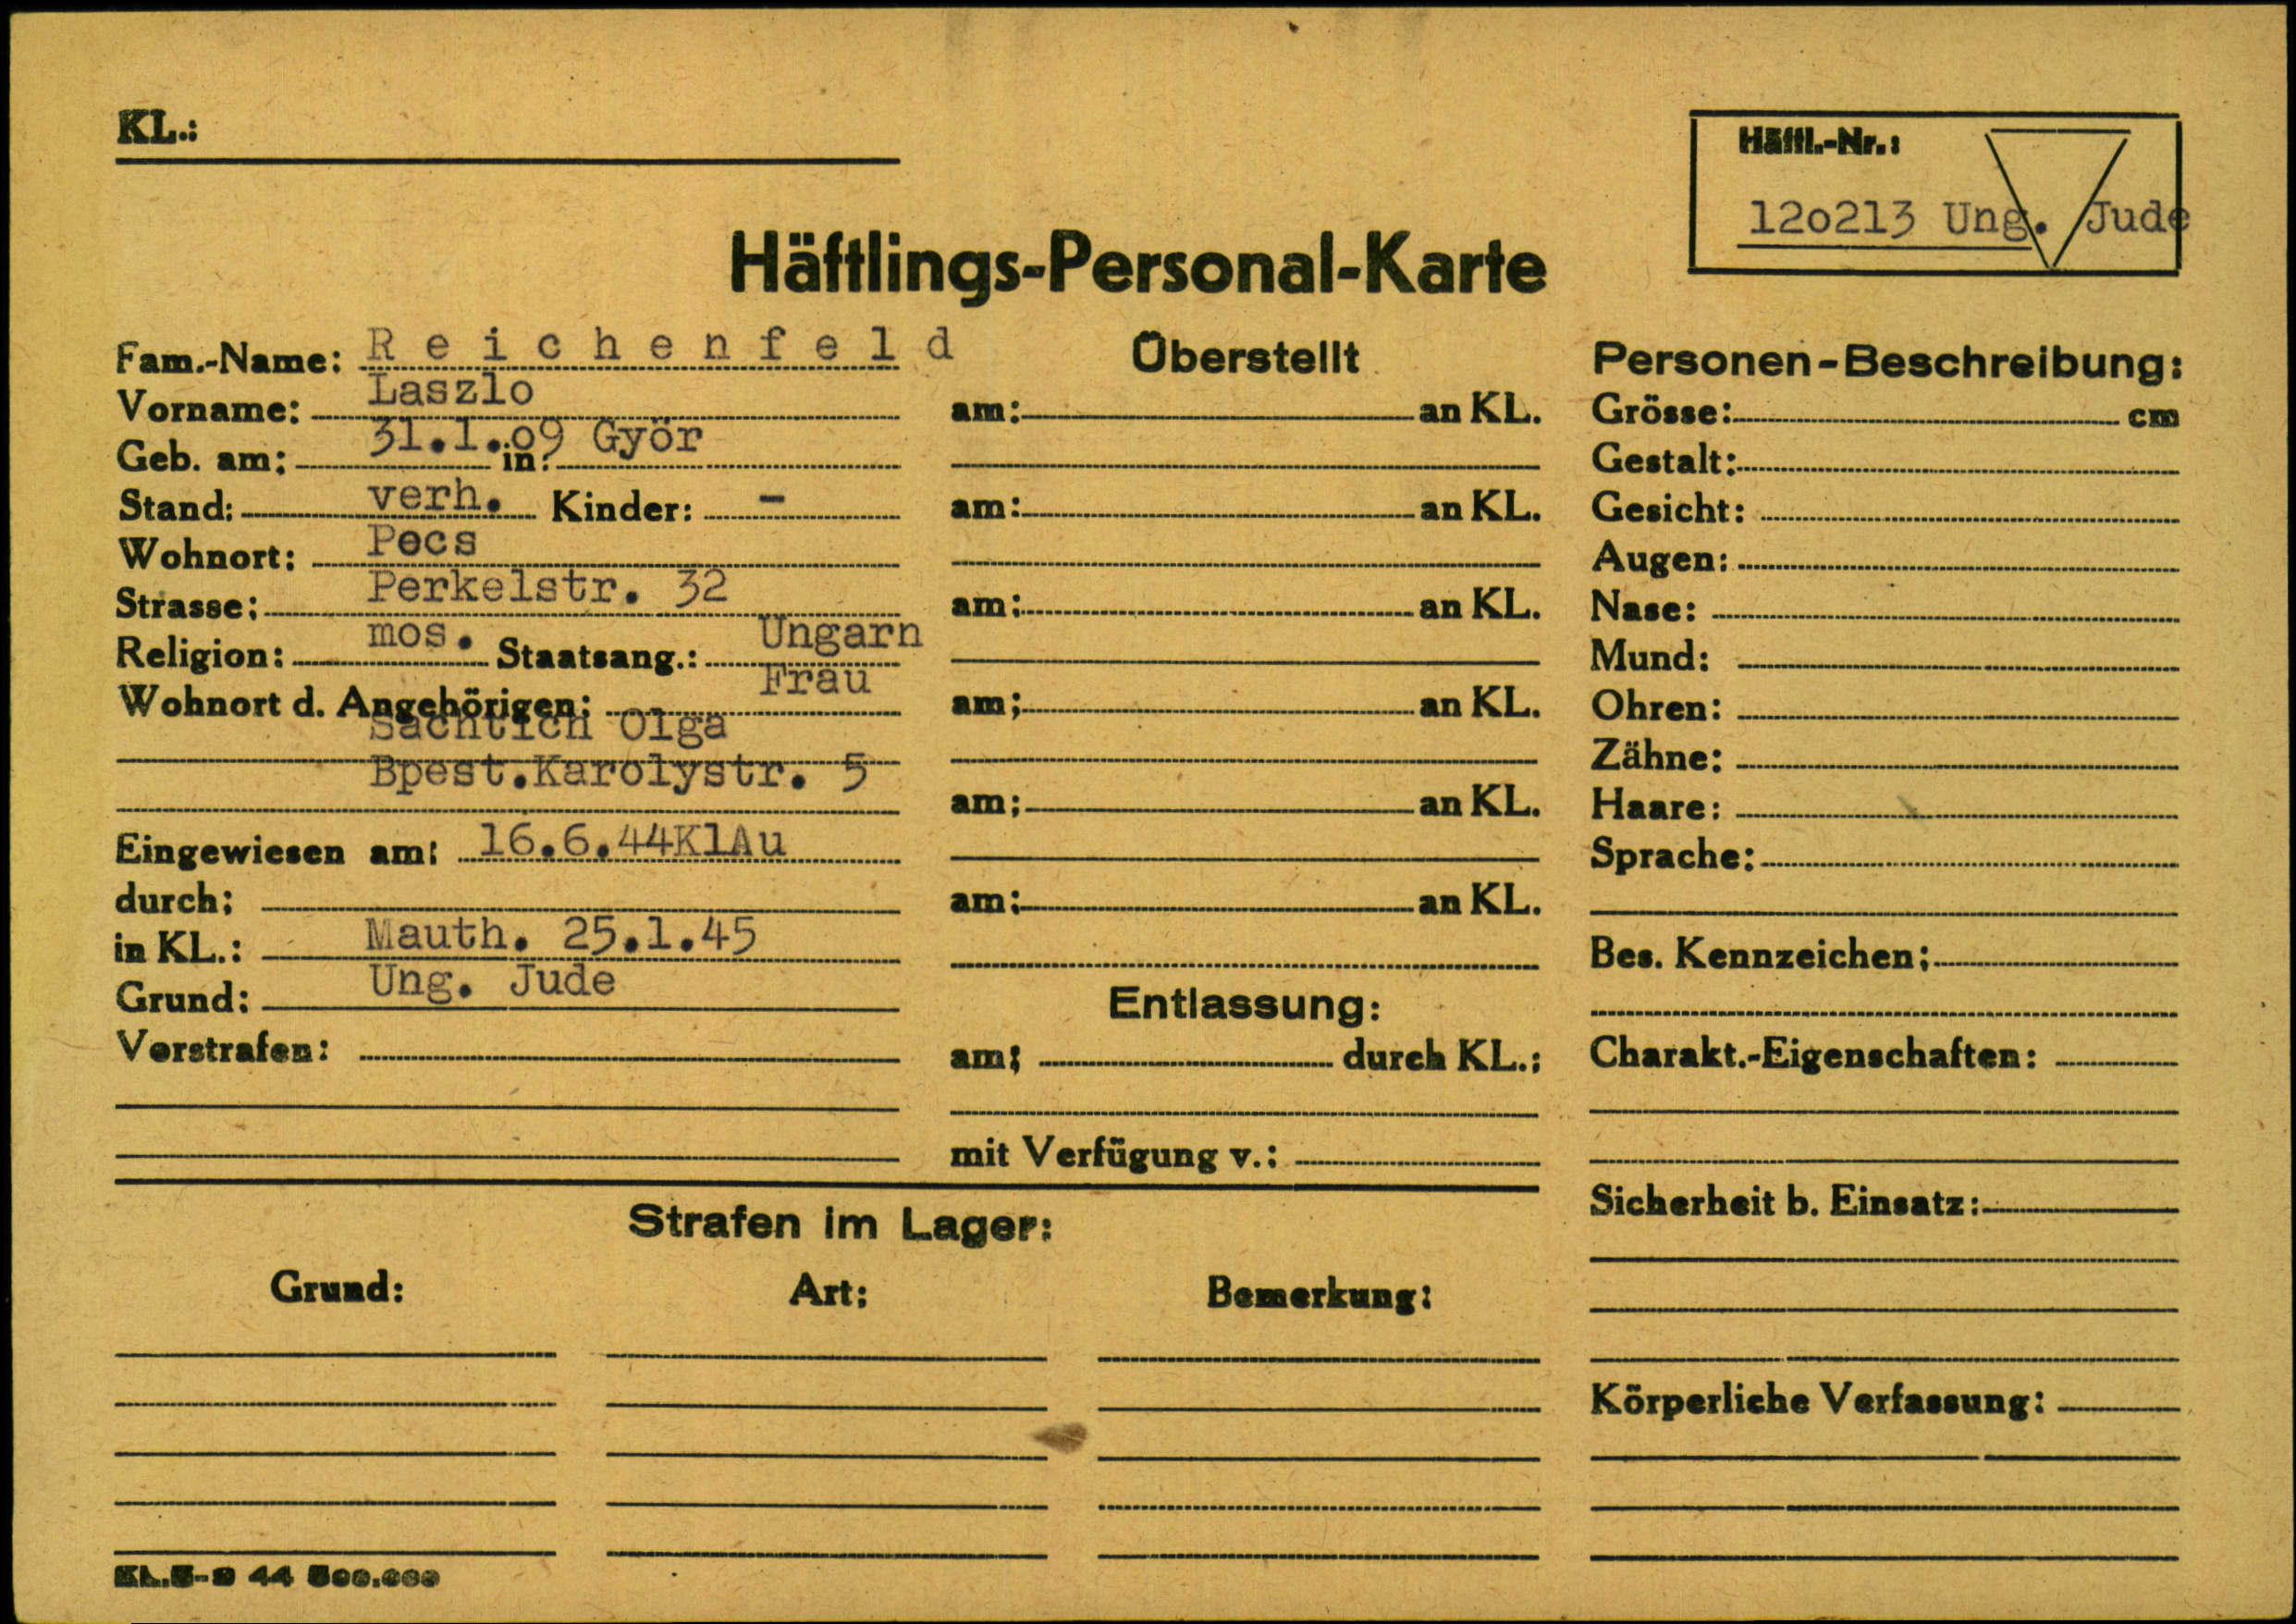 KL.:
Häftl.-Nr.:
120213 Ung. Jude
Häftlings-Personal-Karte
Fam.-Name: Reichenfeld
Vorname: Laszlo
Geb. am: 31.1.09 in: Györ
Stand: verh. Kinder: -
Wohnort: Pecs
Strasse: Perkelstr. 32
Religion: mos. Staatsang.: Ungarn
Wohnort d. Angehörigen: Frau
Sachtich Olga
Bpest.Karolystr. 5
Eingewiesen am: 16.6.44KlAu
durch:
in KL.: Mauth. 25.1.45
Grund: Ung. Jude
Vorstrafen:
Überstellt
am: an KL.
am: an KL.
am: an KL.
am: an KL.
am: an KL.
am: an KL.
Entlassung:
am: durch KL.:
mit Verfügung v.:
Personen-Beschreibung:
Grösse: cm
Gestalt:
Gesicht:
Augen:
Nase:
Mund:
Ohren:
Zähne:
Haare:
Sprache:
Bes. Kennzeichen:
Charakt.-Eigenschaften:
Sicherheit b. Einsatz:
Körperliche Verfassung:
Strafen im Lager:
Grund: Art: Bemerkung:
44 500.000